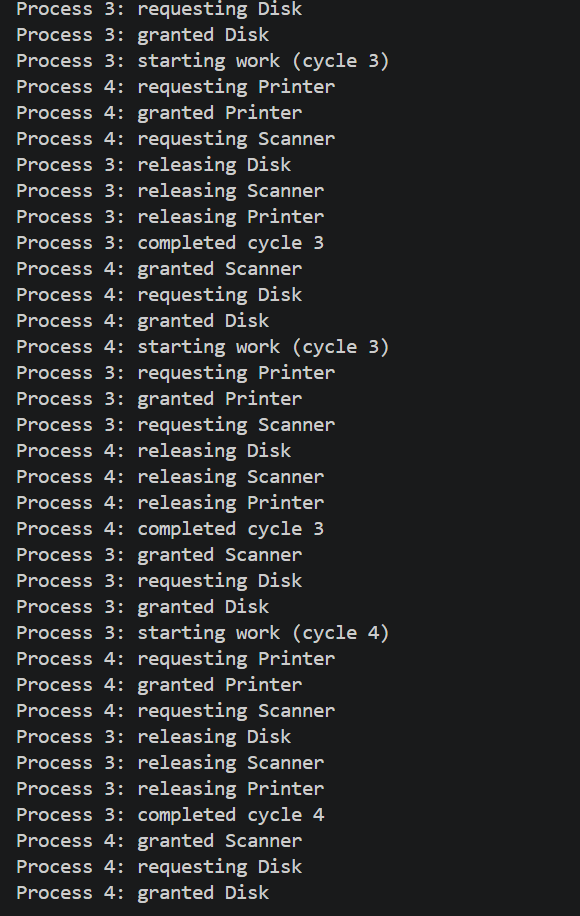 Process 3: requesting Disk
Process 3: granted Disk
Process 3: starting work (cycle 3)
Process 4: requesting Printer
Process 4: granted Printer
Process 4: requesting Scanner
Process 3: releasing Disk
Process 3: releasing Scanner
Process 3: releasing Printer
Process 3: completed cycle 3
Process 4: granted Scanner
Process 4: requesting Disk
Process 4: granted Disk
Process 4: starting work (cycle 3)
Process 3: requesting Printer
Process 3: granted Printer
Process 3: requesting Scanner
Process 4: releasing Disk
Process 4: releasing Scanner
Process 4: releasing Printer
Process 4: completed cycle 3
Process 3: granted Scanner
Process 3: requesting Disk
Process 3: granted Disk
Process 3: starting work (cycle 4)
Process 4: requesting Printer
Process 4: granted Printer
Process 4: requesting Scanner
Process 3: releasing Disk
Process 3: releasing Scanner
Process 3: releasing Printer
Process 3: completed cycle 4
Process 4: granted Scanner
Process 4: requesting Disk
Process 4: granted Disk